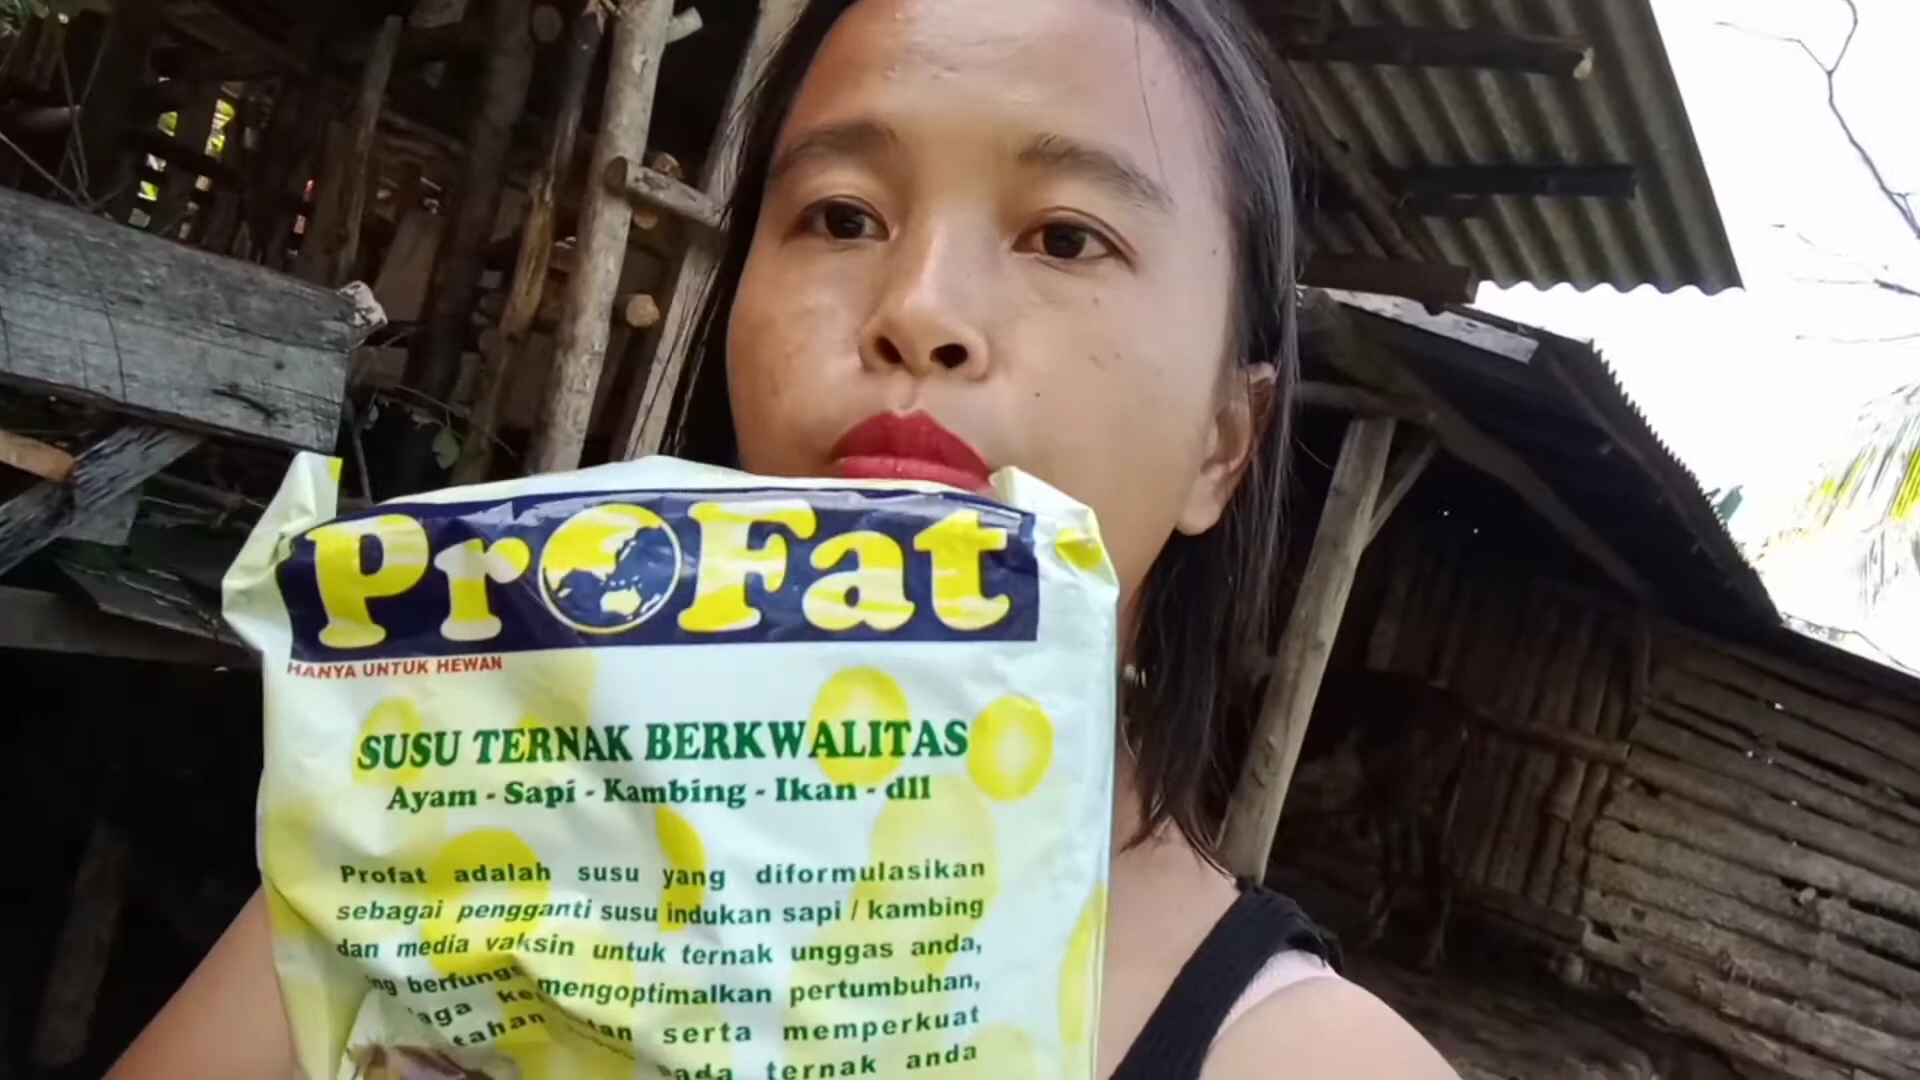 ProFat
HANYA UNTUK HEWAN
SUSU TERNAK BERKWALITAS
Ayam - Sapi - Kambing - Ikan - dll
Profat adalah susu yang diformulasikan
sebagai pengganti susu indukan sapi / kambing
dan media vaksin untuk ternak unggas anda,
mengoptimalkan pertumbuhan,
serta memperkuat
ternak anda